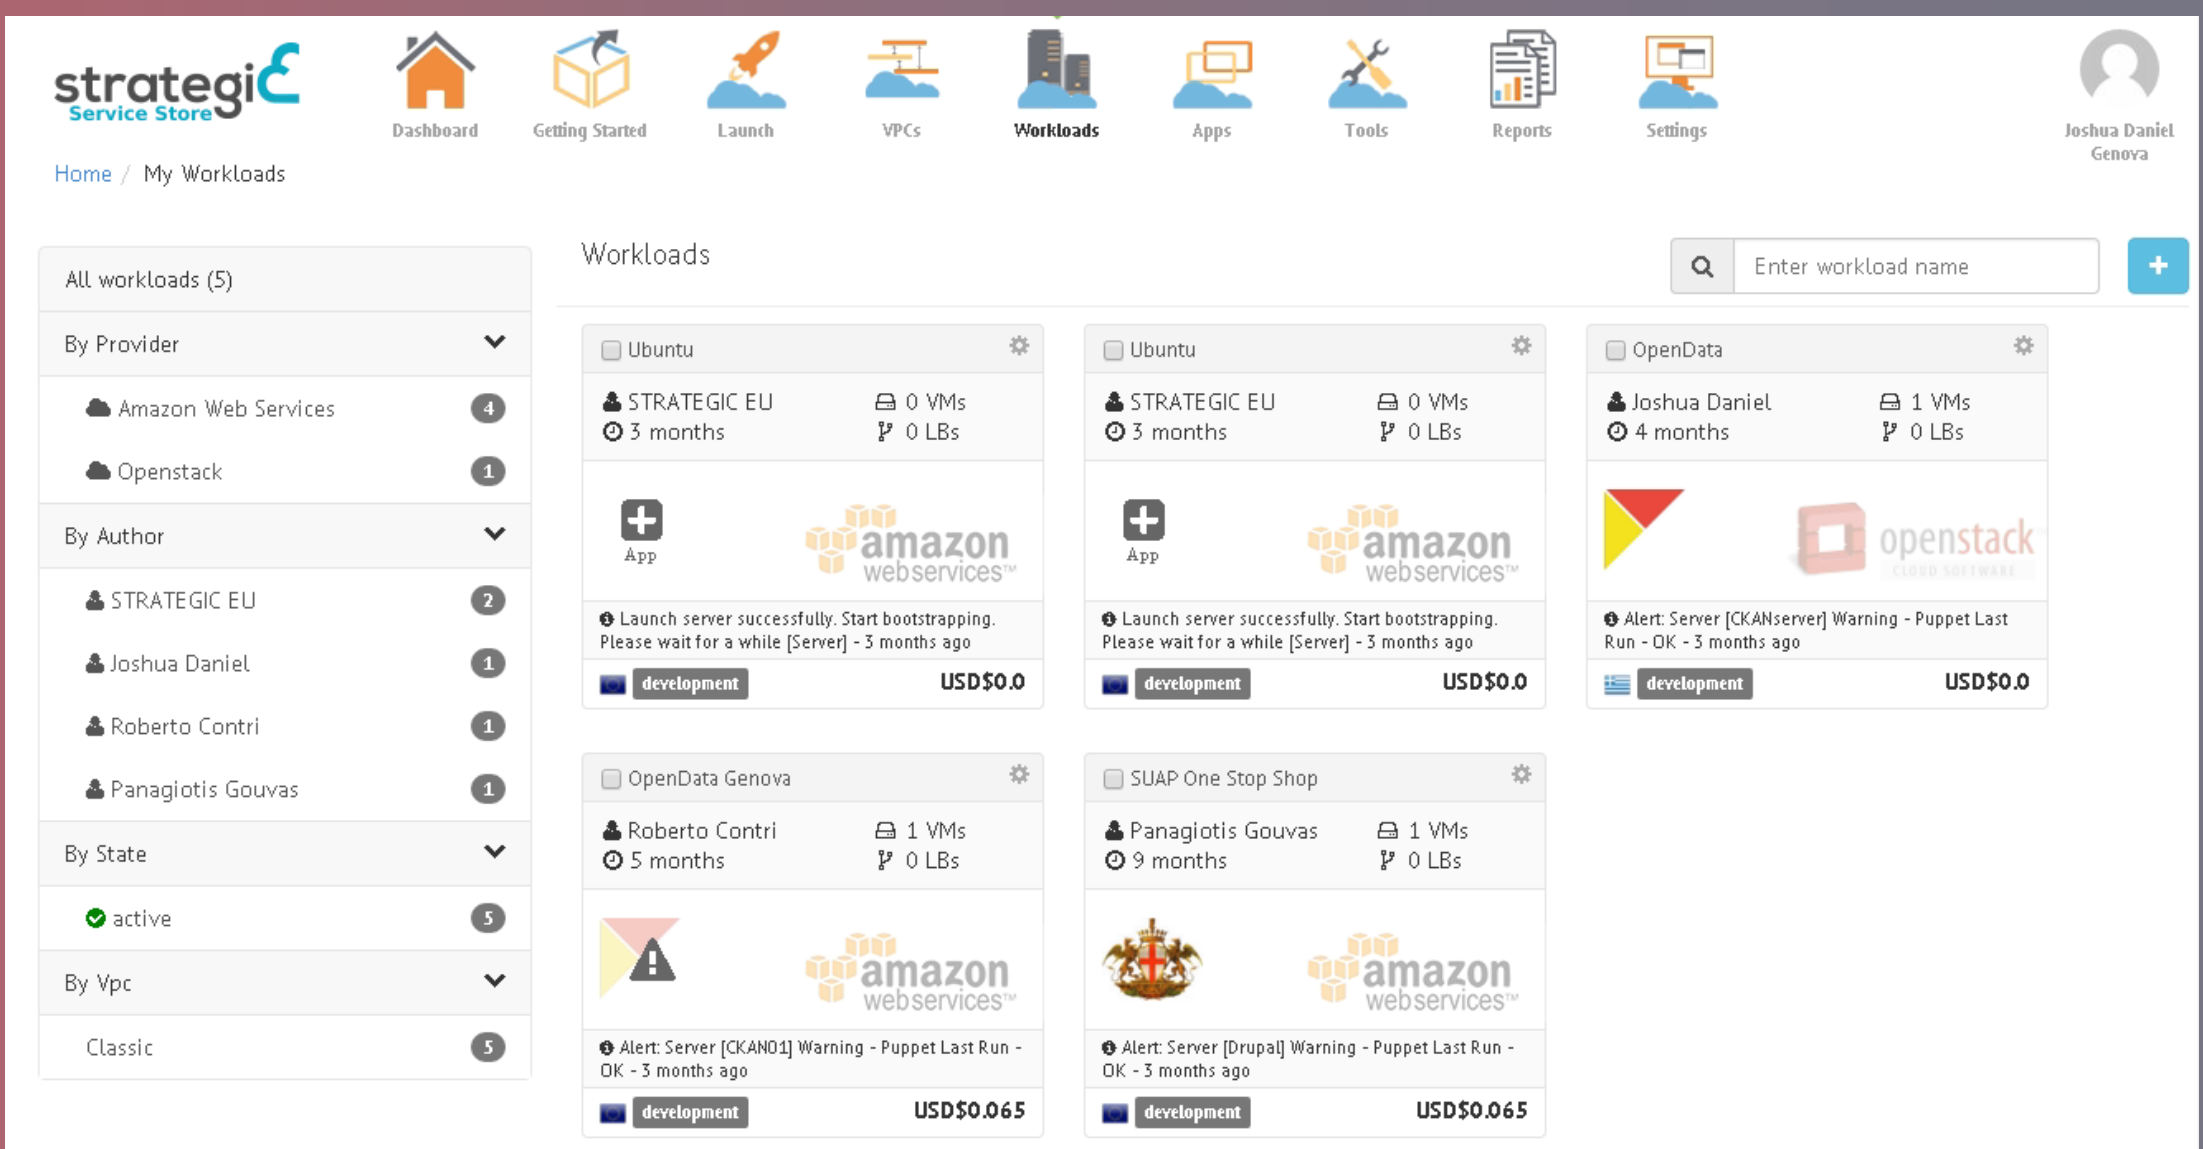 strategic
Service Store
Dashboard
Getting Started
Launch
VPCs
Workloads
Apps
Tools
Reports
Settings
Joshua Daniel
Genova
Home / My Workloads
All workloads (5)
By Provider
Amazon Web Services 4
Openstack 1
By Author
STRATEGIC EU 2
Joshua Daniel 1
Roberto Contri 1
Panagiotis Gouvas 1
By State
active 5
By Vpc
Classic 5
Workloads
Enter workload name
Ubuntu
STRATEGIC EU 0 VMs
3 months 0 LBs
App
amazon
webservices™
Launch server successfully. Start bootstrapping.
Please wait for a while [Server] - 3 months ago
development USD$0.0
Ubuntu
STRATEGIC EU 0 VMs
3 months 0 LBs
App
amazon
webservices™
Launch server successfully. Start bootstrapping.
Please wait for a while [Server] - 3 months ago
development USD$0.0
OpenData
Joshua Daniel 1 VMs
4 months 0 LBs
openstack
CLOUD SOFTWARE
Alert: Server [CKANserver] Warning - Puppet Last
Run - OK - 3 months ago
development USD$0.0
OpenData Genova
Roberto Contri 1 VMs
5 months 0 LBs
amazon
webservices™
Alert: Server [CKAN01] Warning - Puppet Last Run -
OK - 3 months ago
development USD$0.065
SUAP One Stop Shop
Panagiotis Gouvas 1 VMs
9 months 0 LBs
amazon
webservices™
Alert: Server [Drupal] Warning - Puppet Last Run -
OK - 3 months ago
development USD$0.065